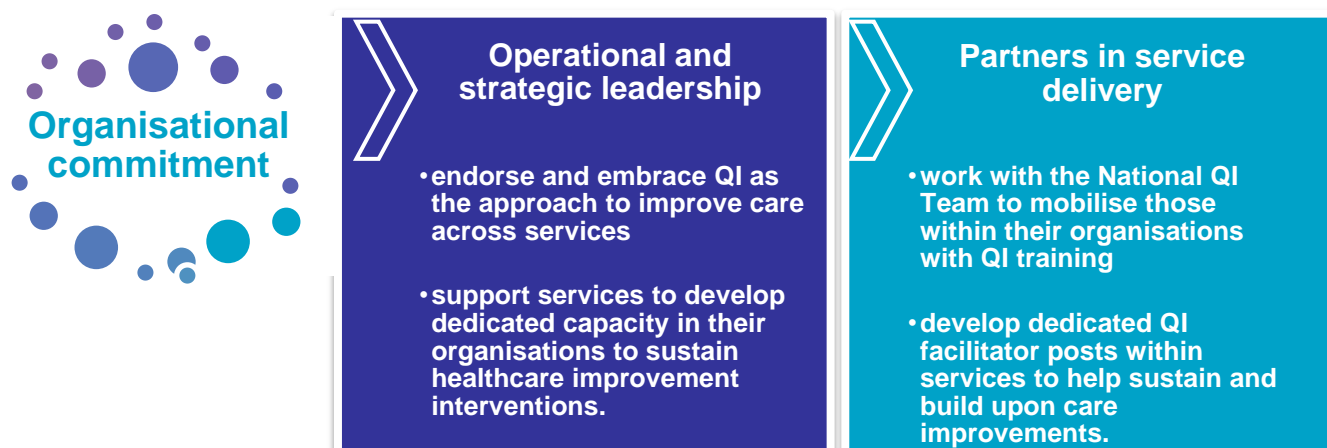 Organisational
commitment
Operational and
strategic leadership
•endorse and embrace QI as
the approach to improve care
across services
•support services to develop
dedicated capacity in their
organisations to sustain
healthcare improvement
interventions.
Partners in service
delivery
•work with the National QI
Team to mobilise those
within their organisations
with QI training
•develop dedicated QI
facilitator posts within
services to help sustain and
build upon care
improvements.